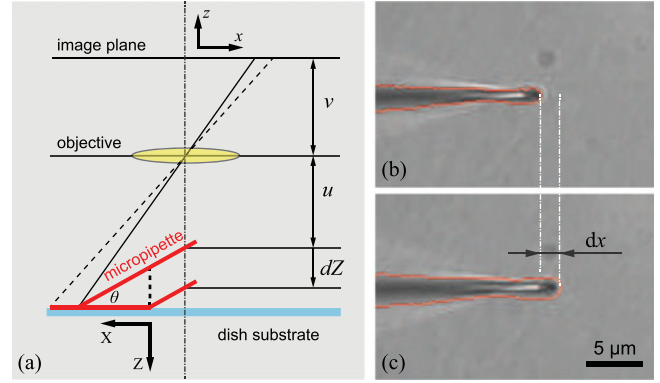 z
x
image plane
v
objective
u
micropipette
dZ
θ
X
Z
dish substrate
(a)
(b)
dx
(c)
5 μm